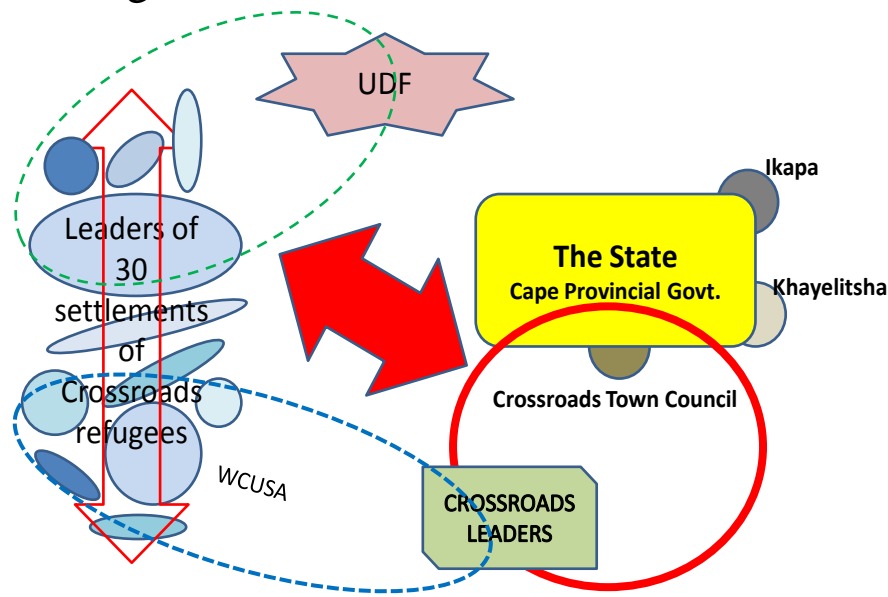 UDF
Ikapa
Leaders of
30
settlements
of
Crossroads
refugees
The State
Cape Provincial Govt.
Khayelitsha
Crossroads Town Council
WCUSA
CROSSROADS
LEADERS